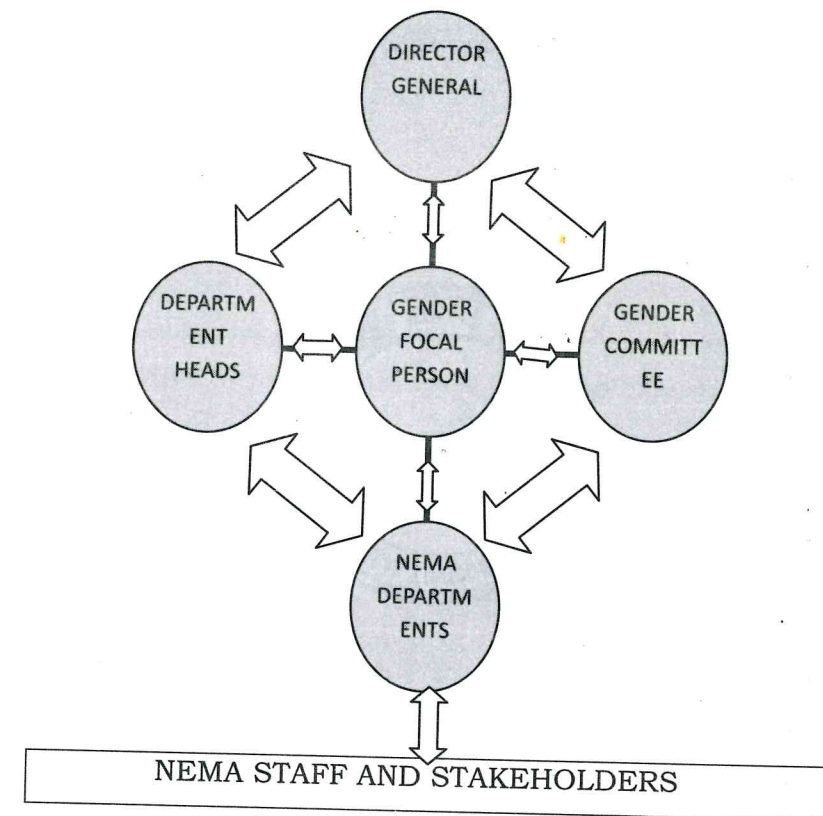 DIRECTOR
GENERAL
DEPARTM
ENT
HEADS
GENDER
FOCAL
PERSON
GENDER
COMMITT
EE
NEMA
DEPARTM
ENTS
NEMA STAFF AND STAKEHOLDERS